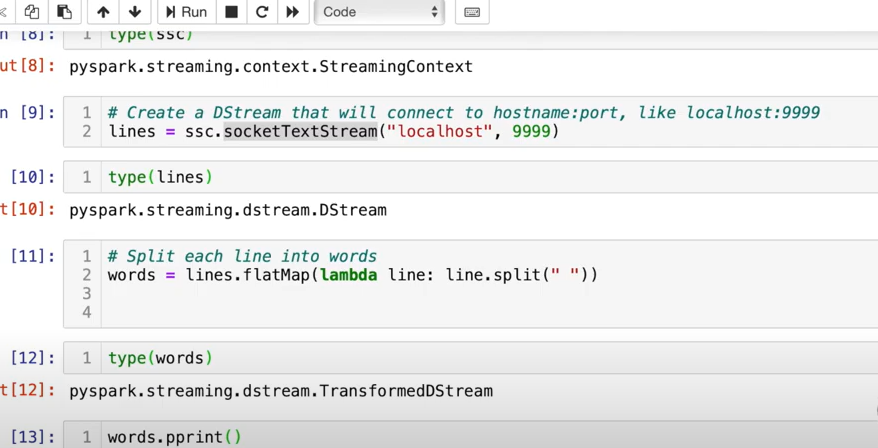 Run Code
n [8]: 1 type(ssc)
ut[8]: pyspark.streaming.context.StreamingContext
n [9]: 1 # Create a DStream that will connect to hostname:port, like localhost:9999
2 lines = ssc.socketTextStream("localhost", 9999)
[10]: 1 type(lines)
t[10]: pyspark.streaming.dstream.DStream
[11]: 1 # Split each line into words
2 words = lines.flatMap(lambda line: line.split(" "))
3
4
[12]: 1 type(words)
t[12]: pyspark.streaming.dstream.TransformedDStream
[13]: 1 words.pprint()